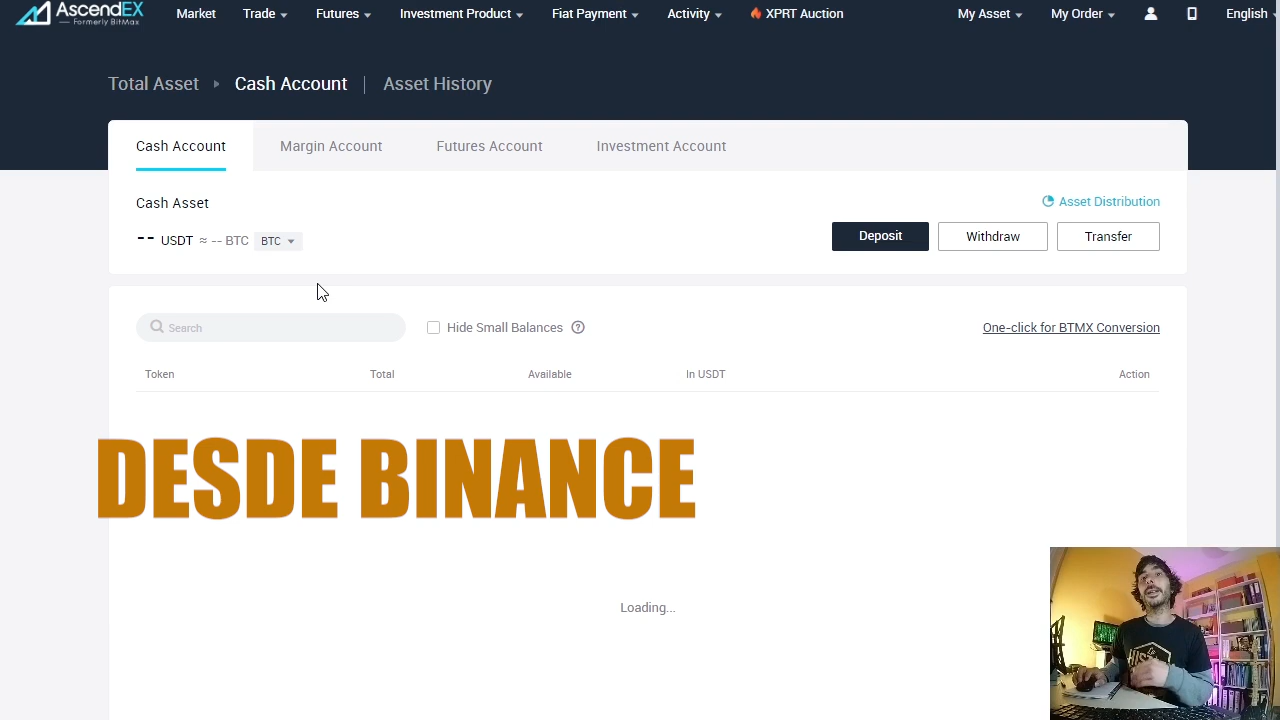 AscendEX
Formerly BitMax
Market
Trade
Futures
Investment Product
Fiat Payment
Activity
XPRT Auction
My Asset
My Order
English
Total Asset
Cash Account
Asset History
Cash Account
Margin Account
Futures Account
Investment Account
Cash Asset
Asset Distribution
-- USDT ≈ -- BTC
BTC
Deposit
Withdraw
Transfer
Search
Hide Small Balances
?
One-click for BTMX Conversion
Token
Total
Available
In USDT
Action
DESDE BINANCE
Loading...